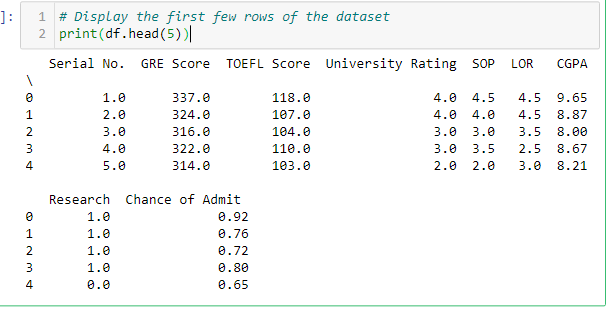 ]: 1 # Display the first few rows of the dataset
2 print(df.head(5))
Serial No. GRE Score TOEFL Score University Rating SOP LOR CGPA
\
0 1.0 337.0 118.0 4.0 4.5 4.5 9.65
1 2.0 324.0 107.0 4.0 4.0 4.5 8.87
2 3.0 316.0 104.0 3.0 3.0 3.5 8.00
3 4.0 322.0 110.0 3.0 3.5 2.5 8.67
4 5.0 314.0 103.0 2.0 2.0 3.0 8.21
Research Chance of Admit
0 1.0 0.92
1 1.0 0.76
2 1.0 0.72
3 1.0 0.80
4 0.0 0.65